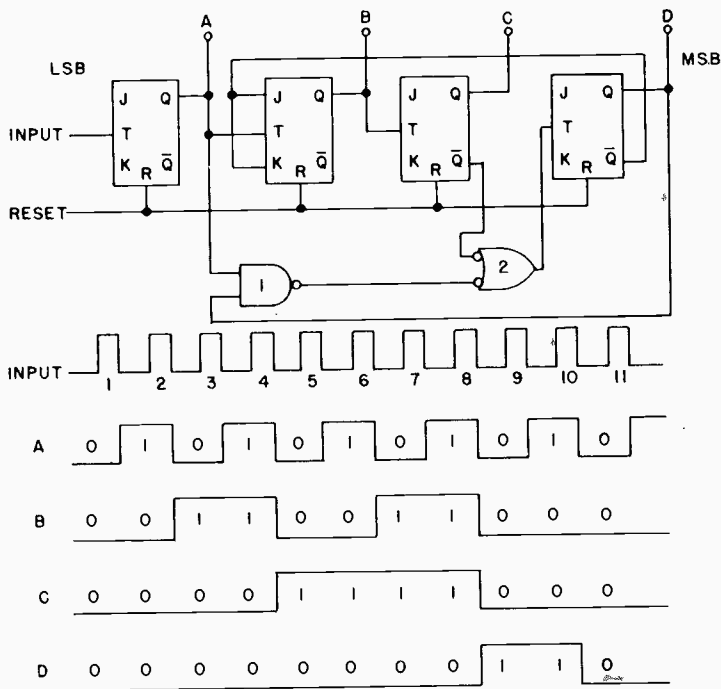 A B C D
LSB MSB
J Q J Q J Q J Q
INPUT T T T T
K R Q̅ K R Q̅ K R Q̅ K R Q̅
RESET
1 2
INPUT 1 2 3 4 5 6 7 8 9 10 11
A 0 1 0 1 0 1 0 1 0 1 0
B 0 0 1 1 0 0 1 1 0 0 0
C 0 0 0 0 1 1 1 1 0 0 0
D 0 0 0 0 0 0 0 0 1 1 0